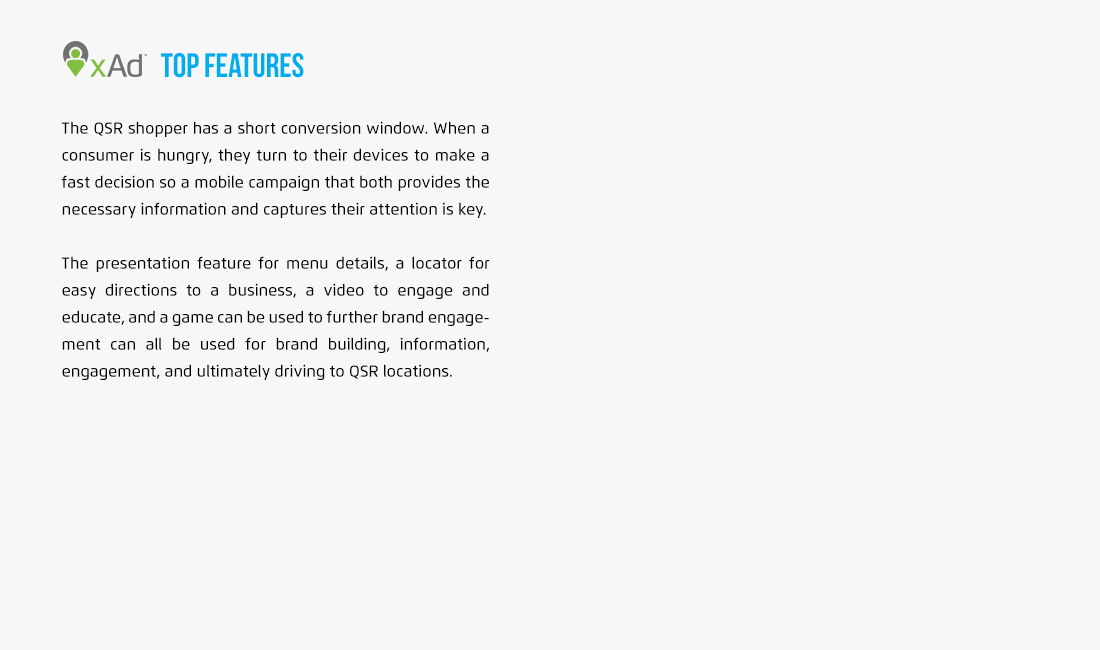 xAd™ TOP FEATURES
The QSR shopper has a short conversion window. When a
consumer is hungry, they turn to their devices to make a
fast decision so a mobile campaign that both provides the
necessary information and captures their attention is key.
The presentation feature for menu details, a locator for
easy directions to a business, a video to engage and
educate, and a game can be used to further brand engage-
ment can all be used for brand building, information,
engagement, and ultimately driving to QSR locations.